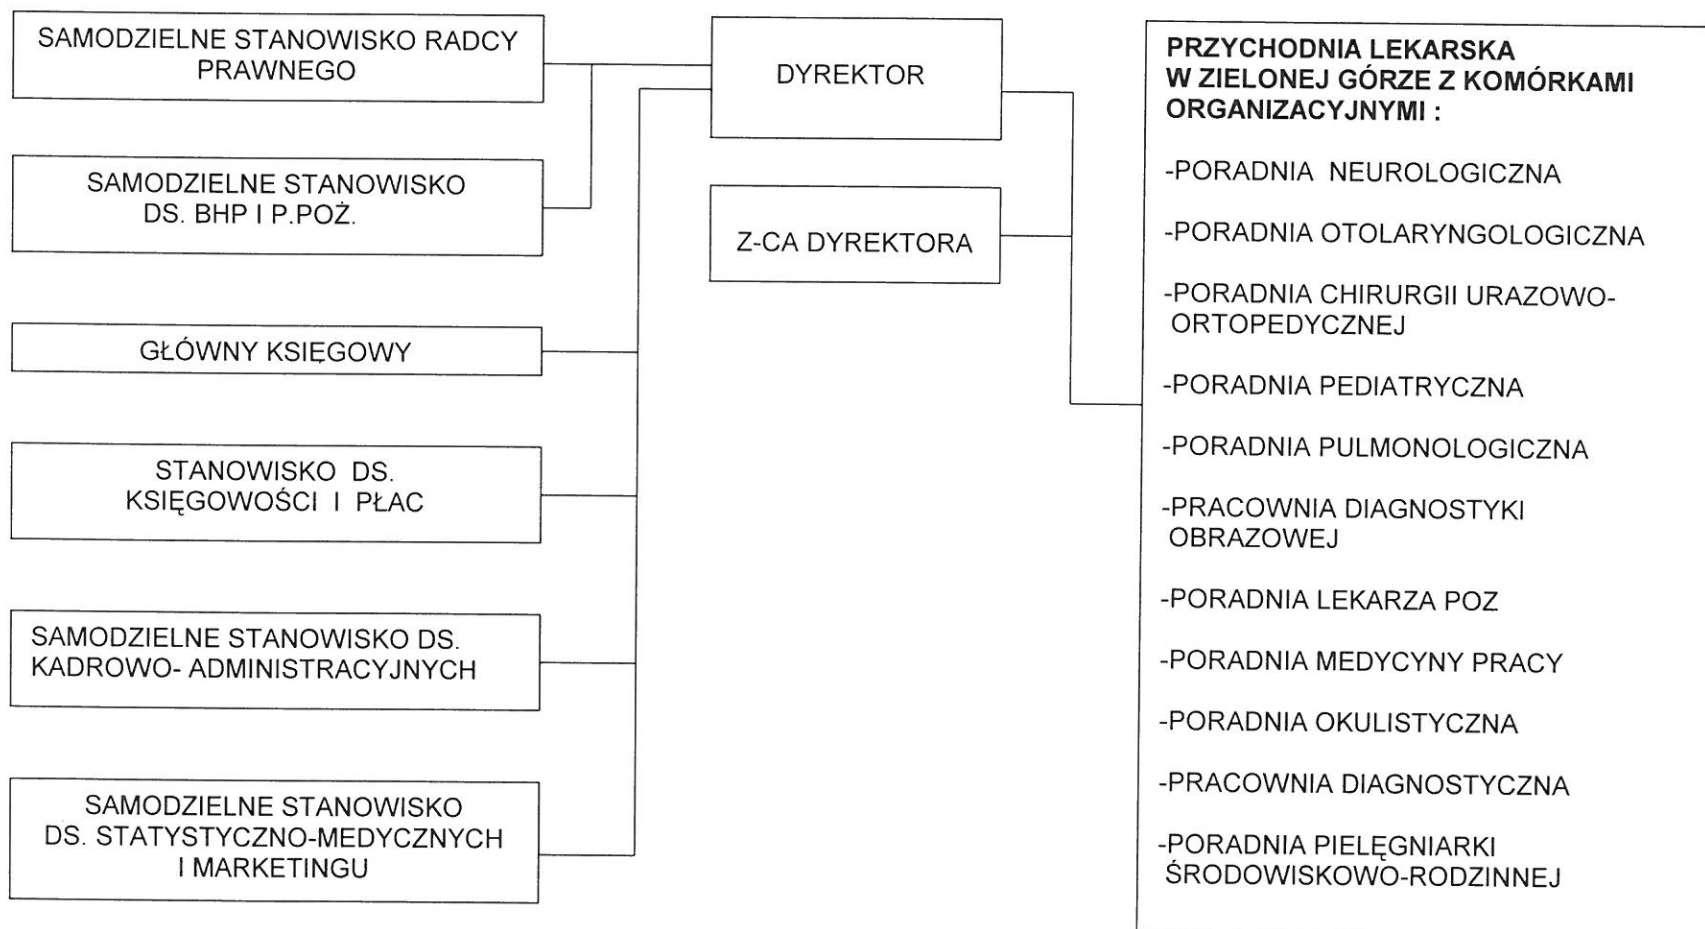 SAMODZIELNE STANOWISKO RADCY
PRAWNEGO
SAMODZIELNE STANOWISKO
DS. BHP I P.POŻ.
GŁÓWNY KSIĘGOWY
STANOWISKO DS.
KSIĘGOWOŚCI I PŁAC
SAMODZIELNE STANOWISKO DS.
KADROWO- ADMINISTRACYJNYCH
SAMODZIELNE STANOWISKO
DS. STATYSTYCZNO-MEDYCZNYCH
I MARKETINGU
DYREKTOR
Z-CA DYREKTORA
PRZYCHODNIA LEKARSKA
W ZIELONEJ GÓRZE Z KOMÓRKAMI
ORGANIZACYJNYMI :
-PORADNIA NEUROLOGICZNA
-PORADNIA OTOLARYNGOLOGICZNA
-PORADNIA CHIRURGII URAZOWO-
ORTOPEDYCZNEJ
-PORADNIA PEDIATRYCZNA
-PORADNIA PULMONOLOGICZNA
-PRACOWNIA DIAGNOSTYKI
OBRAZOWEJ
-PORADNIA LEKARZA POZ
-PORADNIA MEDYCYNY PRACY
-PORADNIA OKULISTYCZNA
-PRACOWNIA DIAGNOSTYCZNA
-PORADNIA PIELĘGNIARKI
ŚRODOWISKOWO-RODZINNEJ